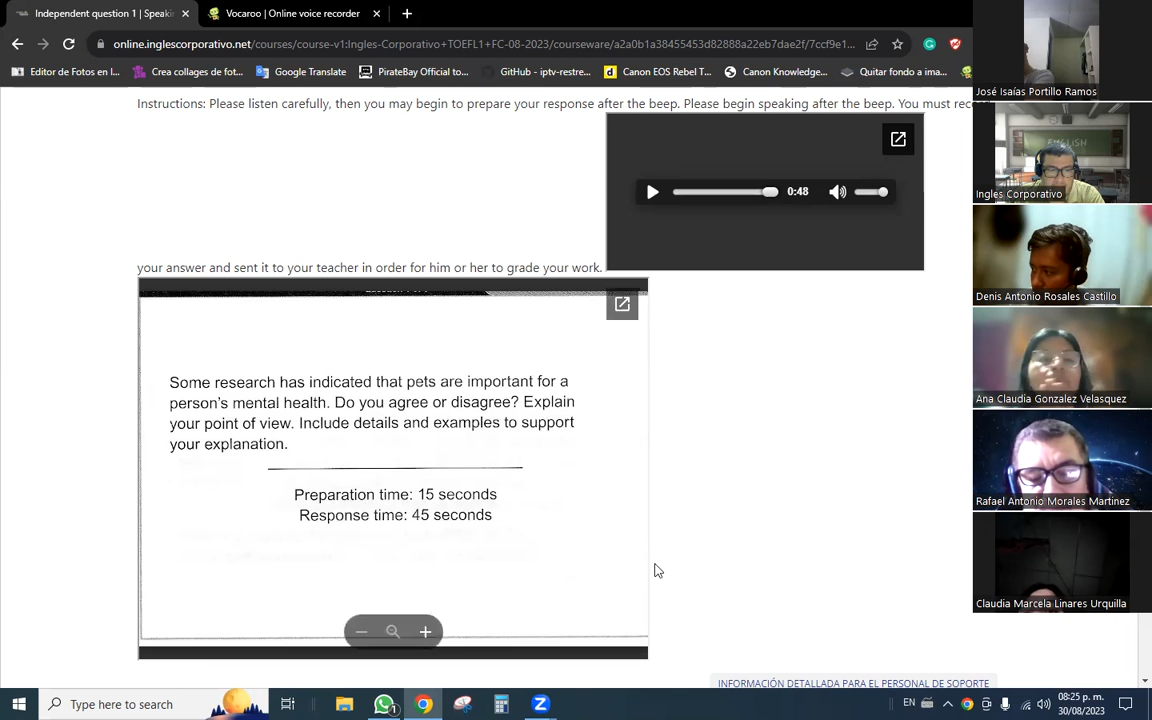 Independent question 1 | Speaki
Vocaroo | Online voice recorder
online.inglescorporativo.net/courses/course-v1:Ingles-Corporativo+TOEFL1+FC-08-2023/courseware/a2a0b1a38455453d82888a22eb7dae2f/7ccf9e1...
Editor de Fotos en l...
Crea collages de fot...
Google Translate
PirateBay Official to...
GitHub - iptv-restre...
Canon EOS Rebel T...
Canon Knowledge...
Quitar fondo a ima...
Instructions: Please listen carefully, then you may begin to prepare your response after the beep. Please begin speaking after the beep. You must rec
0:48
your answer and sent it to your teacher in order for him or her to grade your work.
Some research has indicated that pets are important for a
person's mental health. Do you agree or disagree? Explain
your point of view. Include details and examples to support
your explanation.
Preparation time: 15 seconds
Response time: 45 seconds
INFORMACIÓN DETALLADA PARA EL PERSONAL DE SOPORTE
José Isaías Portillo Ramos
ENGLISH
Ingles Corporativo
Denis Antonio Rosales Castillo
Ana Claudia Gonzalez Velasquez
Rafael Antonio Morales Martinez
Claudia Marcela Linares Urquilla
Type here to search
1
EN
08:25 p. m.
30/08/2023